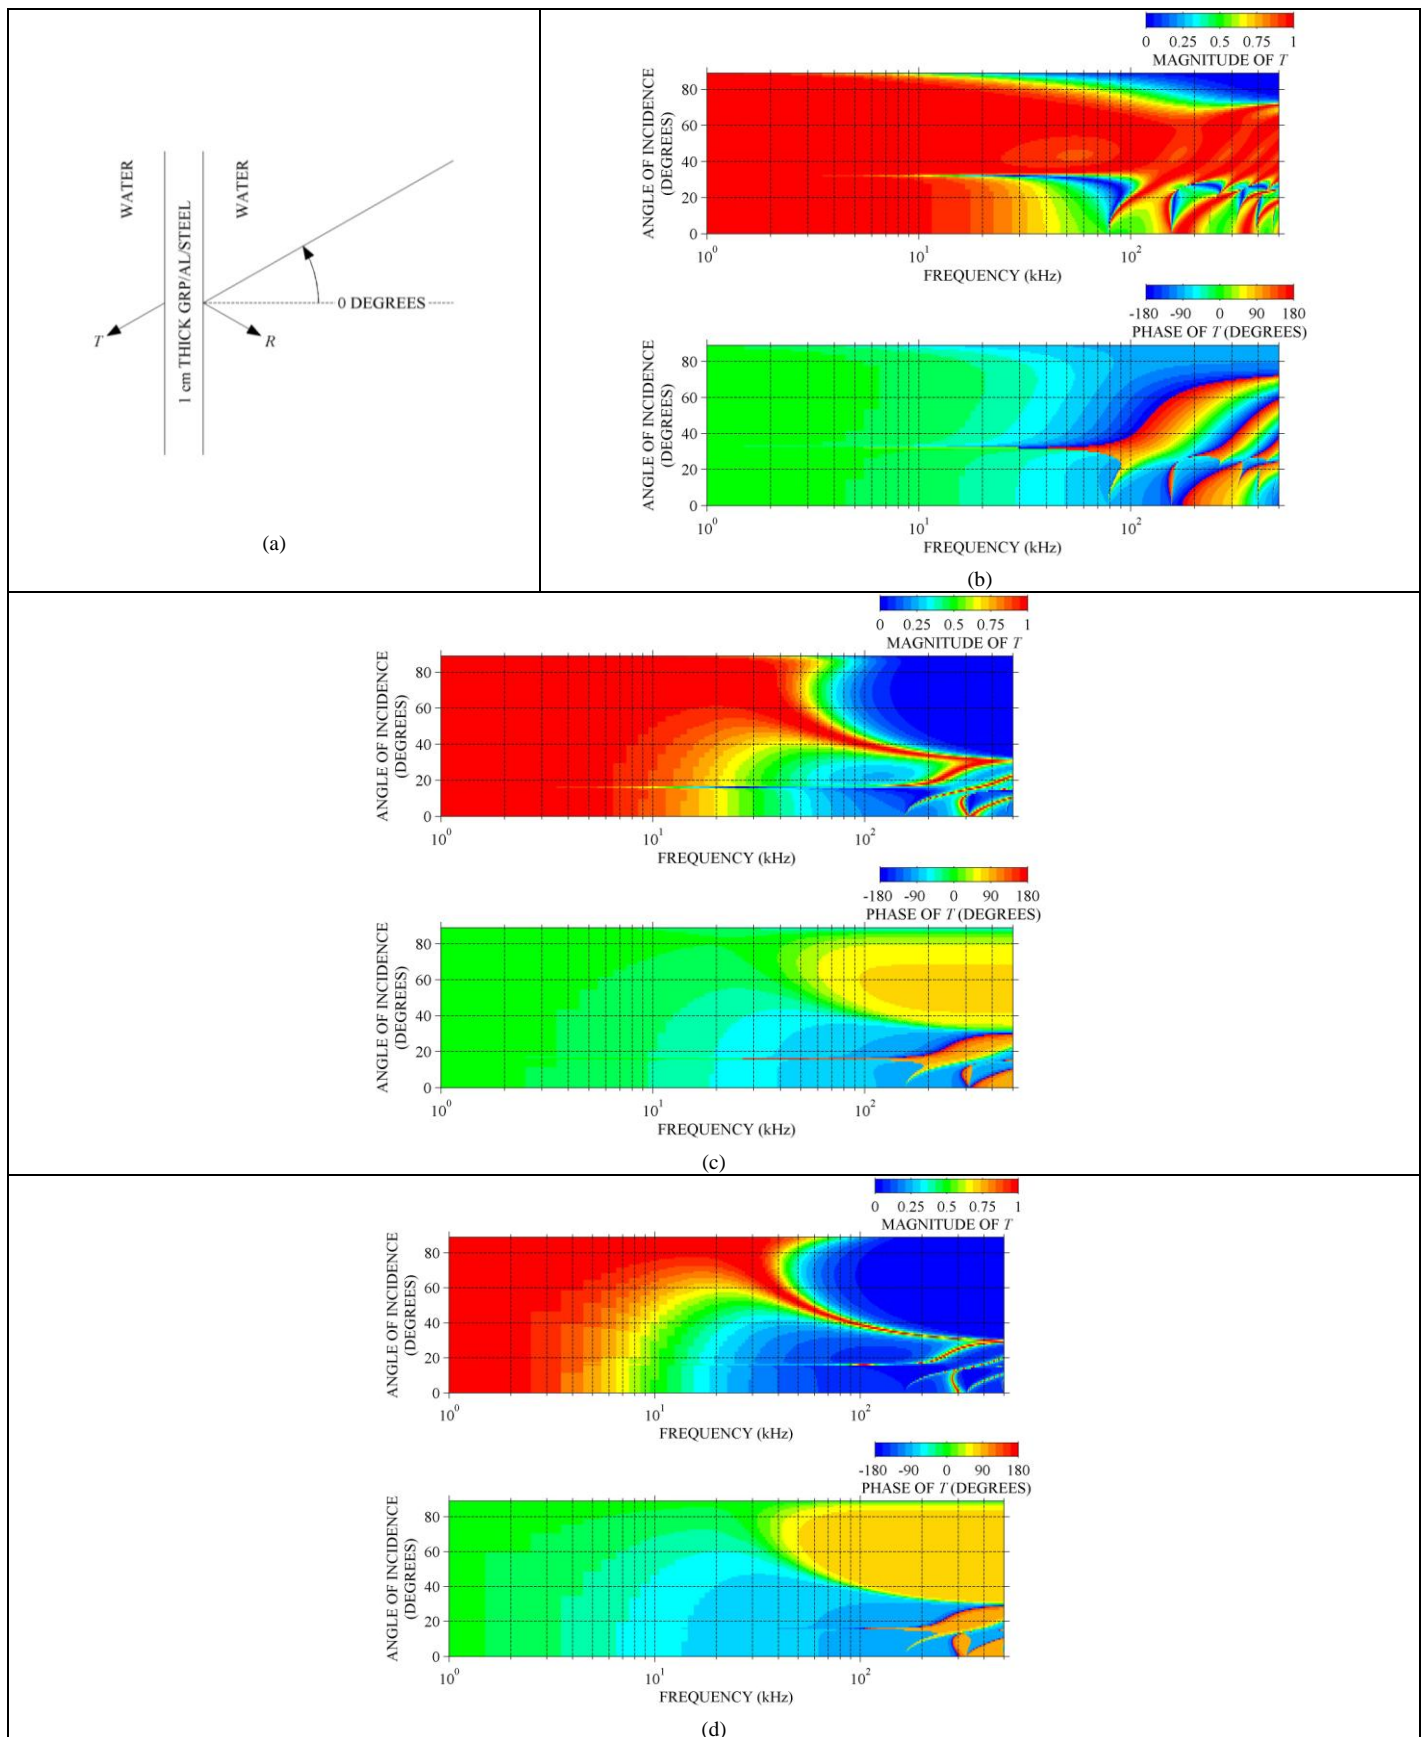 WATER
1 cm THICK GRP/AL/STEEL
WATER
0 DEGREES
T
R
(a)
0 0.25 0.5 0.75 1
MAGNITUDE OF T
ANGLE OF INCIDENCE
(DEGREES)
80
60
40
20
0
10^0 10^1 10^2
FREQUENCY (kHz)
-180 -90 0 90 180
PHASE OF T (DEGREES)
ANGLE OF INCIDENCE
(DEGREES)
80
60
40
20
0
10^0 10^1 10^2
FREQUENCY (kHz)
(b)
0 0.25 0.5 0.75 1
MAGNITUDE OF T
ANGLE OF INCIDENCE
(DEGREES)
80
60
40
20
0
10^0 10^1 10^2
FREQUENCY (kHz)
-180 -90 0 90 180
PHASE OF T (DEGREES)
ANGLE OF INCIDENCE
(DEGREES)
80
60
40
20
0
10^0 10^1 10^2
FREQUENCY (kHz)
(c)
0 0.25 0.5 0.75 1
MAGNITUDE OF T
ANGLE OF INCIDENCE
(DEGREES)
80
60
40
20
0
10^0 10^1 10^2
FREQUENCY (kHz)
-180 -90 0 90 180
PHASE OF T (DEGREES)
ANGLE OF INCIDENCE
(DEGREES)
80
60
40
20
0
10^0 10^1 10^2
FREQUENCY (kHz)
(d)